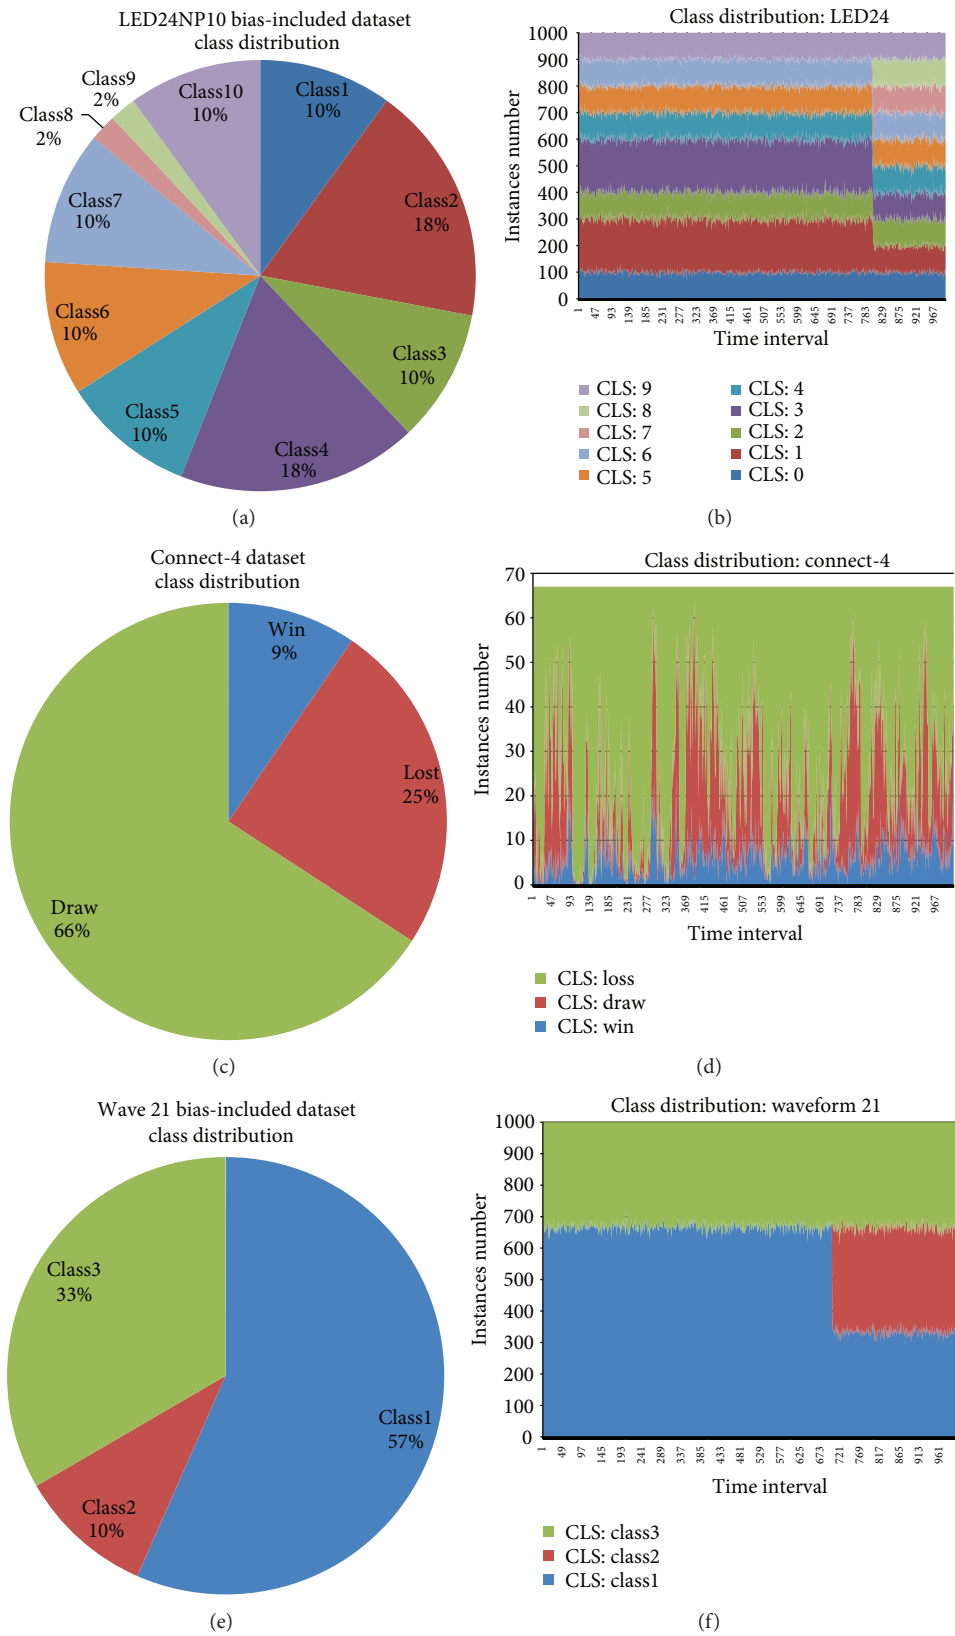 LED24NP10 bias-included dataset
class distribution
Class1
10%
Class2
18%
Class3
10%
Class4
18%
Class5
10%
Class6
10%
Class7
10%
Class8
2%
Class9
2%
Class10
10%
(a)
Class distribution: LED24
Instances number
1000
900
800
700
600
500
400
300
200
100
0
1 47 93 139 185 231 277 323 369 415 461 507 553 599 645 691 737 783 829 875 921 967
Time interval
CLS: 9
CLS: 8
CLS: 7
CLS: 6
CLS: 5
CLS: 4
CLS: 3
CLS: 2
CLS: 1
CLS: 0
(b)
Connect-4 dataset
class distribution
Win
9%
Lost
25%
Draw
66%
(c)
Class distribution: connect-4
Instances number
70
60
50
40
30
20
10
0
1 47 93 139 185 231 277 323 369 415 461 507 553 599 645 691 737 783 829 875 921 967
Time interval
CLS: loss
CLS: draw
CLS: win
(d)
Wave 21 bias-included dataset
class distribution
Class3
33%
Class1
57%
Class2
10%
(e)
Class distribution: waveform 21
Instances number
1000
900
800
700
600
500
400
300
200
100
0
1 49 97 145 193 241 289 337 385 433 481 529 577 625 673 721 769 817 865 913 961
Time interval
CLS: class3
CLS: class2
CLS: class1
(f)